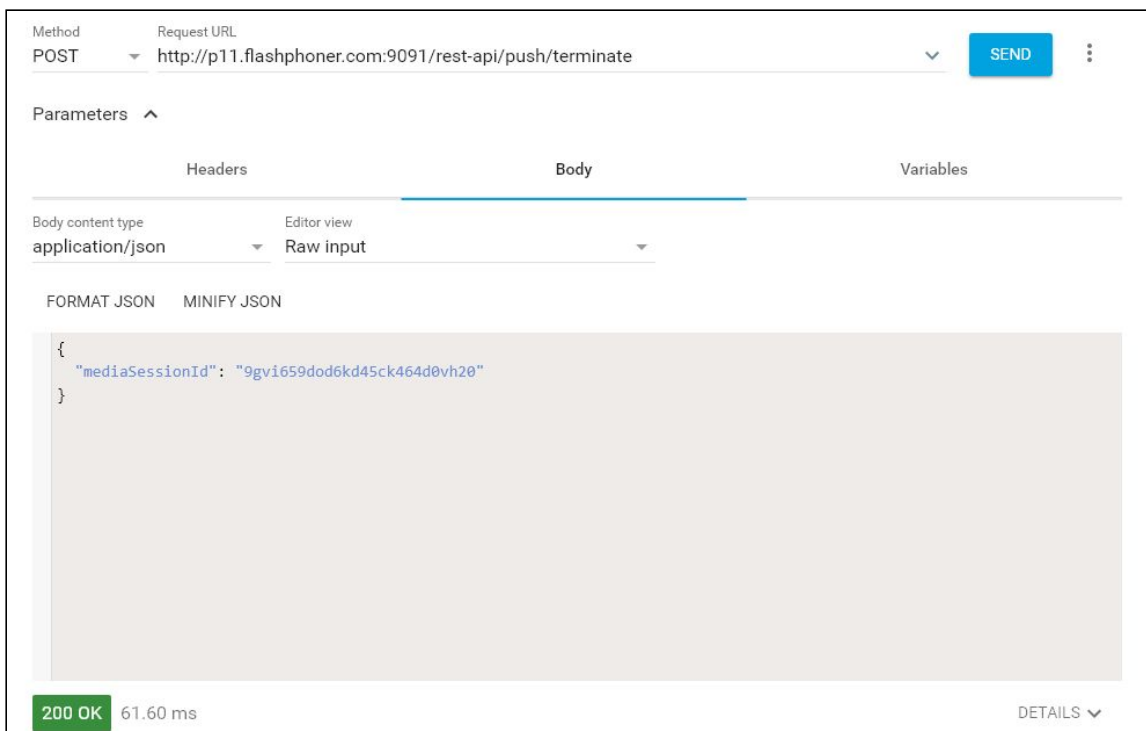 Method Request URL
POST http://p11.flashphoner.com:9091/rest-api/push/terminate SEND
Parameters
Headers Body Variables
Body content type Editor view
application/json Raw input
FORMAT JSON MINIFY JSON
{
"mediaSessionId": "9gvi659dod6kd45ck464d0vh20"
}
200 OK 61.60 ms DETAILS